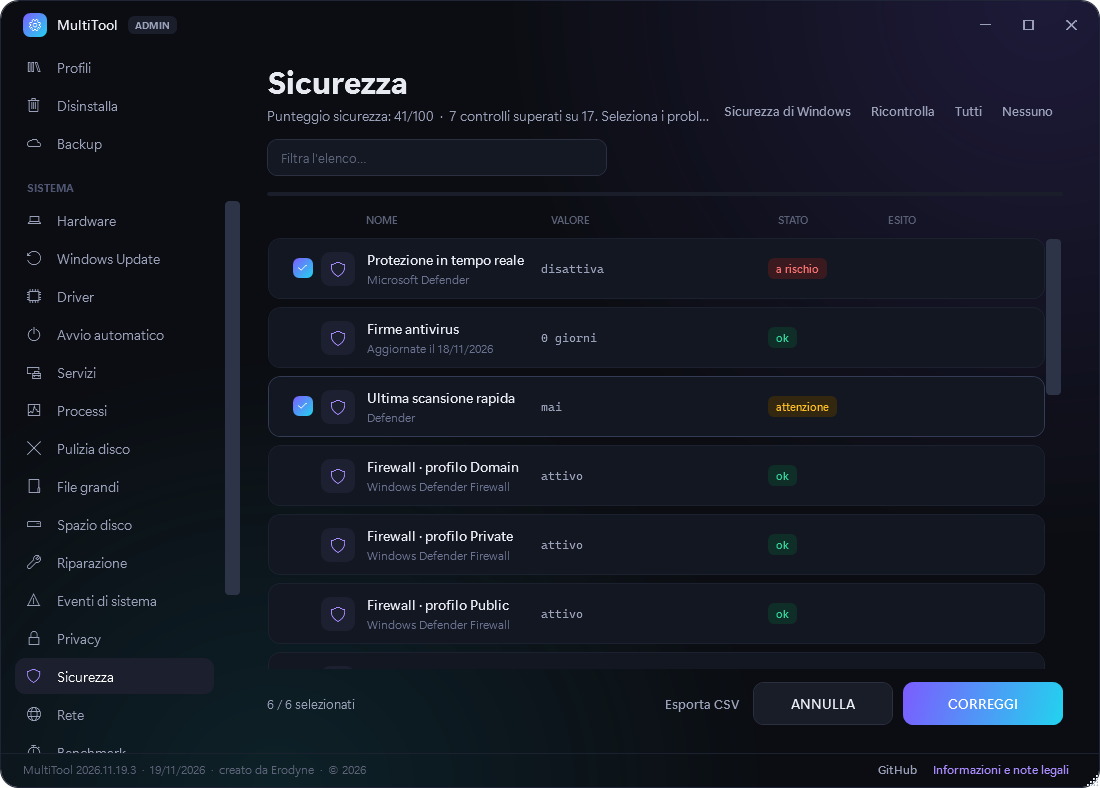 MultiTool ADMIN
Profili
Disinstalla
Backup
SISTEMA
Hardware
Windows Update
Driver
Avvio automatico
Servizi
Processi
Pulizia disco
File grandi
Spazio disco
Riparazione
Eventi di sistema
Privacy
Sicurezza
Rete
Benchmark
Sicurezza
Punteggio sicurezza: 41/100 · 7 controlli superati su 17. Seleziona i probl...
Sicurezza di Windows Ricontrolla Tutti Nessuno
Filtra l'elenco...
NOME VALORE STATO ESITO
Protezione in tempo reale
Microsoft Defender
disattiva
a rischio
Firme antivirus
Aggiornate il 18/11/2026
0 giorni
ok
Ultima scansione rapida
Defender
mai
attenzione
Firewall · profilo Domain
Windows Defender Firewall
attivo
ok
Firewall · profilo Private
Windows Defender Firewall
attivo
ok
Firewall · profilo Public
Windows Defender Firewall
attivo
ok
6 / 6 selezionati
Esporta CSV ANNULLA CORREGGI
MultiTool 2026.11.19.3 · 19/11/2026 · creato da Erodyne · © 2026
GitHub Informazioni e note legali